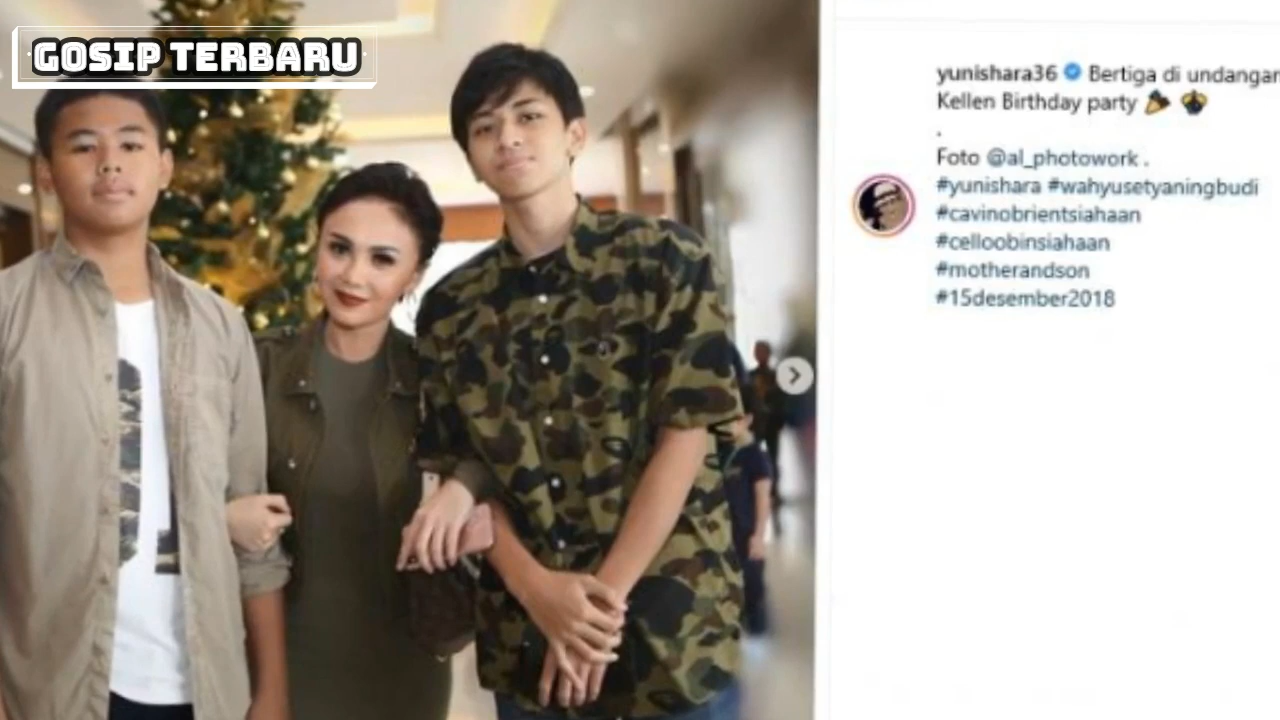 GOSIP TERBARU
yunishara36 Bertiga di undangan
Kellen Birthday party
.
Foto @al_photowork .
#yunishara #wahyusetyaningbudi
#cavinobrientsiahaan
#celloobinsiahaan
#motherandson
#15desember2018